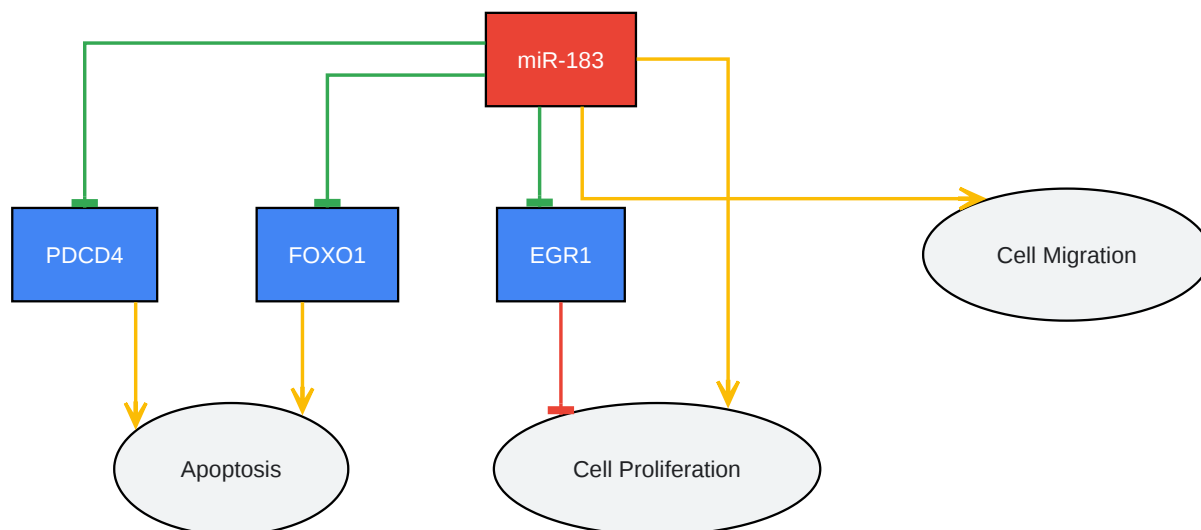 miR-183
PDCD4
FOXO1
EGR1
Cell Migration
Apoptosis
Cell Proliferation